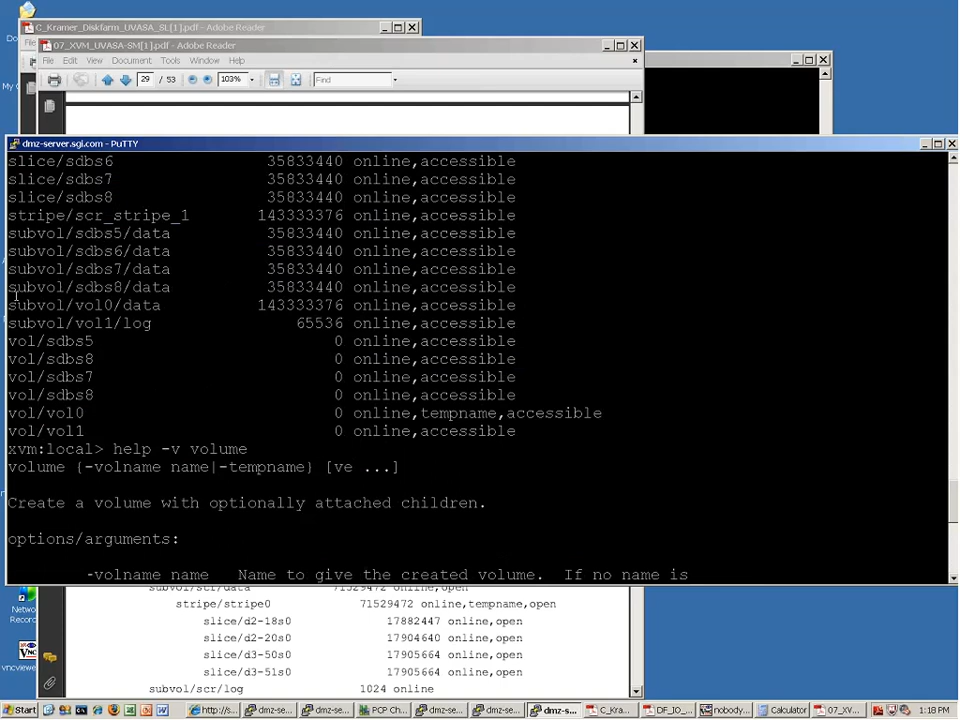 C_Kramer_Diskfarm_UVASA_SL[1].pdf - Adobe Reader
07_XVM_UVASA-SM[1].pdf - Adobe Reader
File Edit View Document Tools Window Help
29 / 53 103% Find
dmz-server.sgi.com - PuTTY
slice/sdbs6 35833440 online,accessible
slice/sdbs7 35833440 online,accessible
slice/sdbs8 35833440 online,accessible
stripe/scr_stripe_1 143333376 online,accessible
subvol/sdbs5/data 35833440 online,accessible
subvol/sdbs6/data 35833440 online,accessible
subvol/sdbs7/data 35833440 online,accessible
subvol/sdbs8/data 35833440 online,accessible
subvol/vol0/data 143333376 online,accessible
subvol/vol1/log 65536 online,accessible
vol/sdbs5 0 online,accessible
vol/sdbs8 0 online,accessible
vol/sdbs7 0 online,accessible
vol/sdbs8 0 online,accessible
vol/vol0 0 online,tempname,accessible
vol/vol1 0 online,accessible
xvm:local> help -v volume
volume {-volname name|-tempname} [ve ...]
Create a volume with optionally attached children.
options/arguments:
-volname name Name to give the created volume. If no name is
subvol/scr/data 71529472 online,open
stripe/stripe0 71529472 online,tempname,open
slice/d2-18s0 17882447 online,open
slice/d2-20s0 17904640 online,open
slice/d3-50s0 17905664 online,open
slice/d3-51s0 17905664 online,open
subvol/scr/log 1024 online
Netwo
Recor
vncviewer
Start http://s... dmz-se... dmz-se... PCP Ch... dmz-se... dmz-se... dmz-s... C_Kra... DF_IO_... nobody... Calculator 07_XV... 1:18 PM